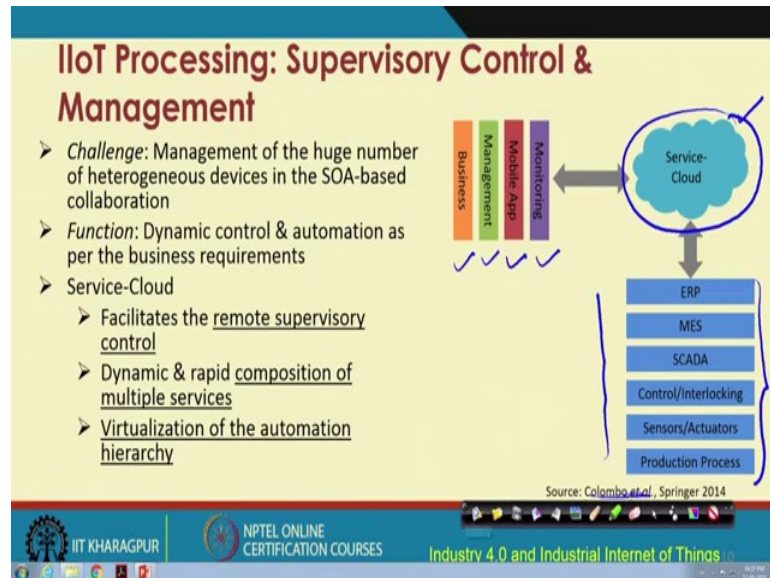 IIoT Processing: Supervisory Control &
Management
Challenge: Management of the huge number
of heterogeneous devices in the SOA-based
collaboration
Function: Dynamic control & automation as
per the business requirements
Service-Cloud
Facilitates the remote supervisory
control
Dynamic & rapid composition of
multiple services
Virtualization of the automation
hierarchy
Business
Management
Mobile App
Monitoring
Service-
Cloud
ERP
MES
SCADA
Control/Interlocking
Sensors/Actuators
Production Process
Source: Colombo et al., Springer 2014
IIT KHARAGPUR
NPTEL ONLINE
CERTIFICATION COURSES
Industry 4.0 and Industrial Internet of Things